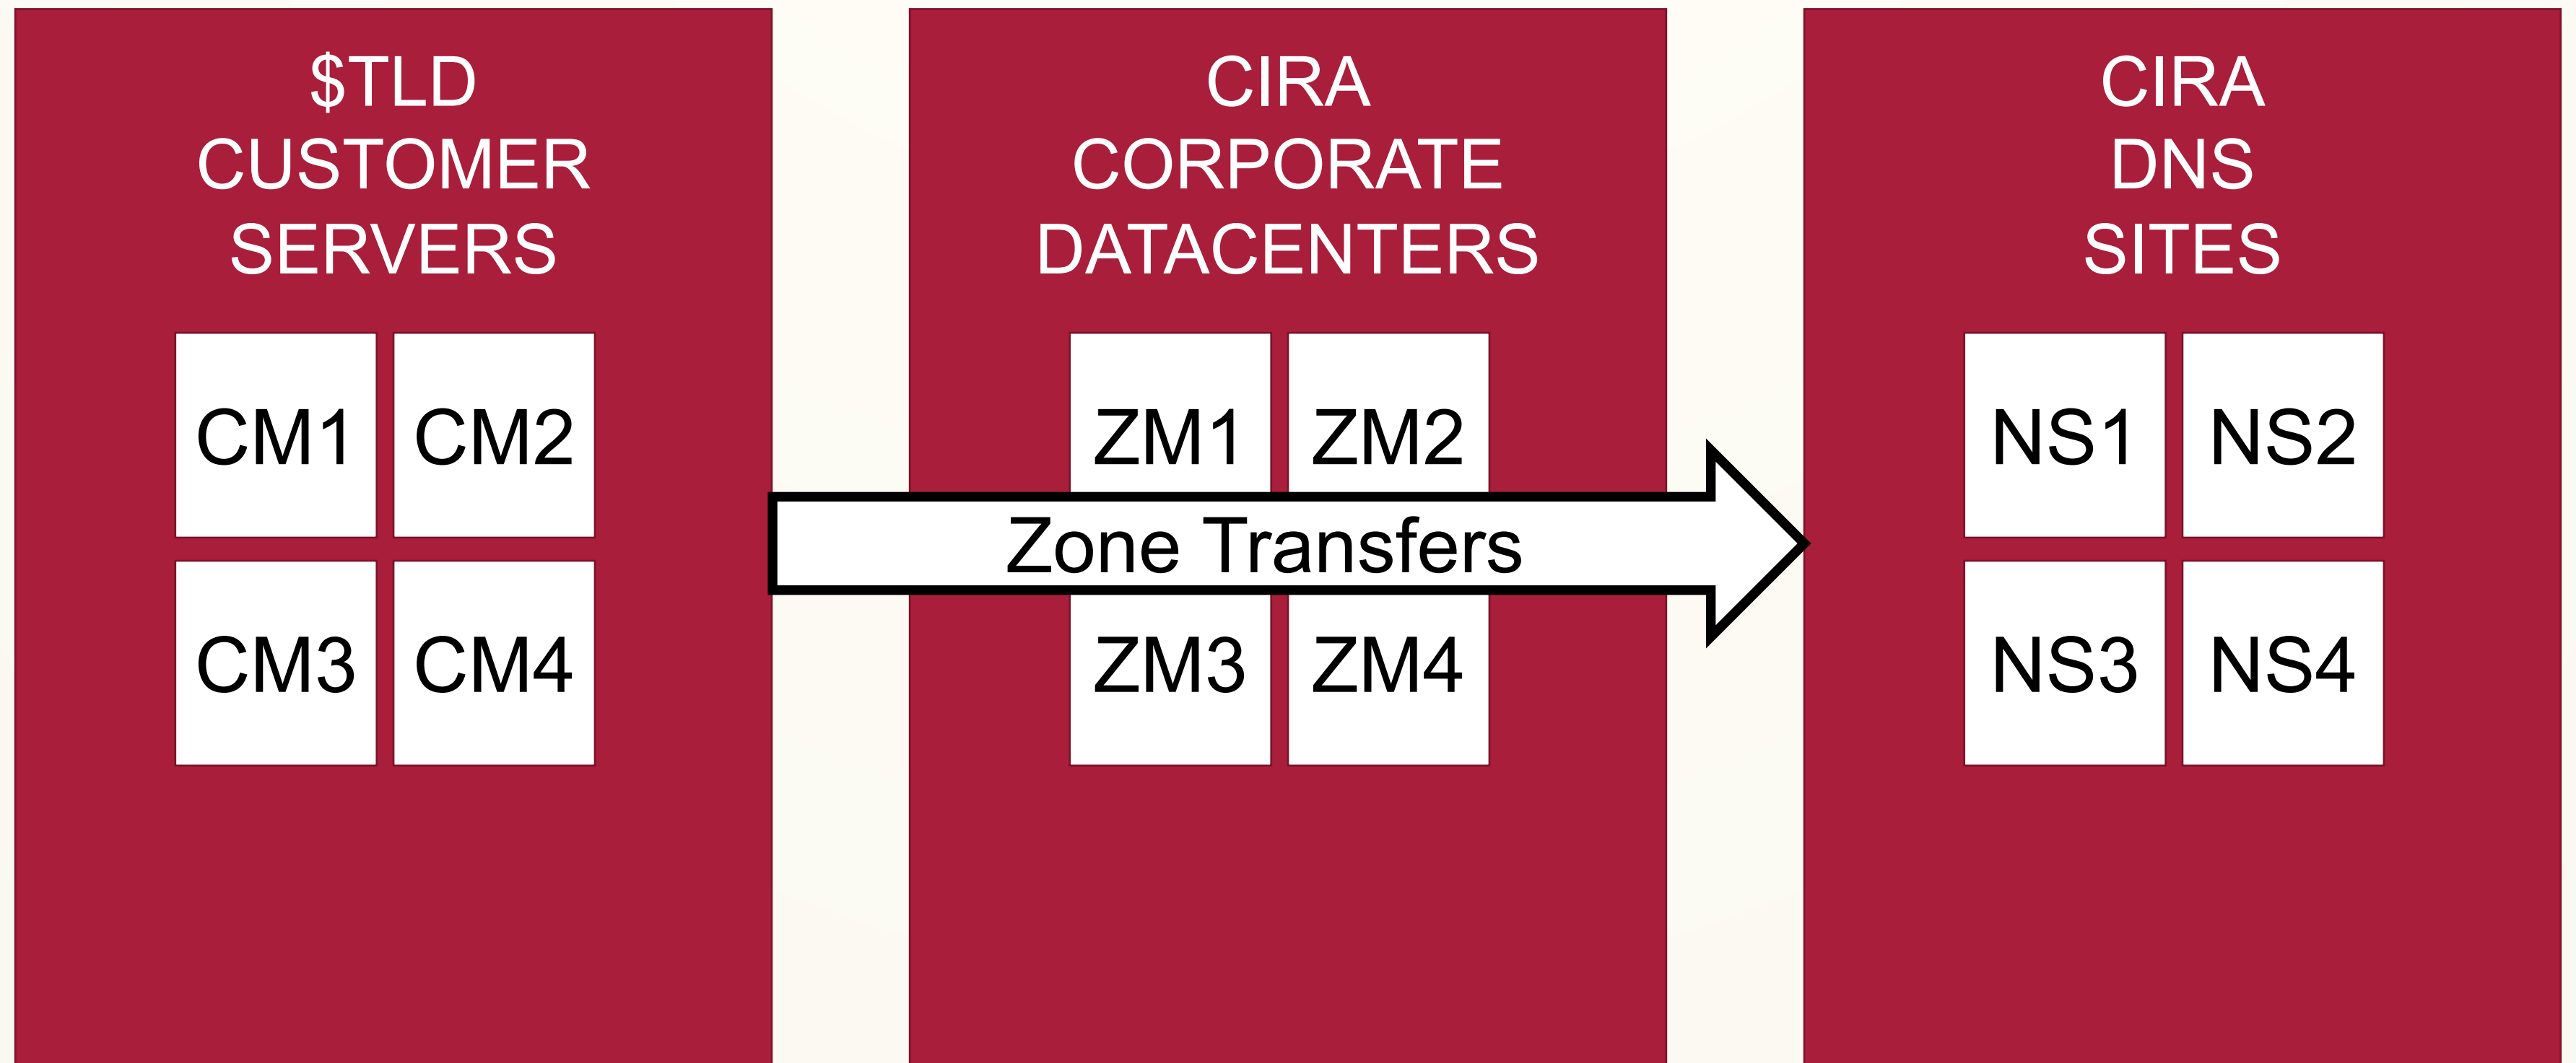 $TLD
CUSTOMER
SERVERS
CM1 CM2
CM3 CM4
CIRA
CORPORATE
DATACENTERS
ZM1 ZM2
Zone Transfers
ZM3 ZM4
CIRA
DNS
SITES
NS1 NS2
NS3 NS4